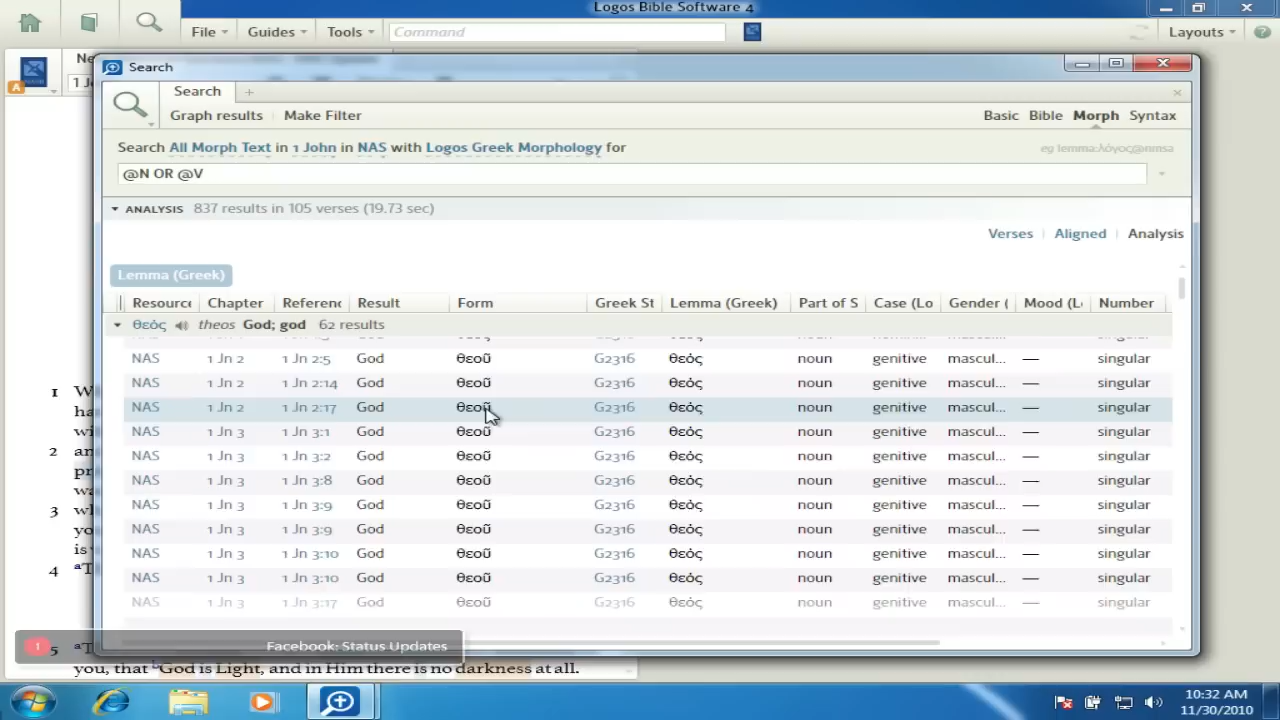 Logos Bible Software 4
File Guides Tools Command Layouts
Search
Search
Graph results Make Filter Basic Bible Morph Syntax
Search All Morph Text in 1 John in NAS with Logos Greek Morphology for eg lemma:λόγος@nmsa
@N OR @V
ANALYSIS 837 results in 105 verses (19.73 sec)
Verses Aligned Analysis
Lemma (Greek)
Resource Chapter Referenc Result Form Greek St Lemma (Greek) Part of S Case (Lo Gender ( Mood (L Number
θεός theos God; god 62 results
NAS 1 Jn 2:5 1 Jn 2 God θεοῦ G2316 θεός noun genitive mascul... — singular
NAS 1 Jn 2 1 Jn 2:14 God θεοῦ G2316 θεός noun genitive mascul... — singular
NAS 1 Jn 2 1 Jn 2:17 God θεοῦ G2316 θεός noun genitive mascul... — singular
NAS 1 Jn 3 1 Jn 3:1 God θεοῦ G2316 θεός noun genitive mascul... — singular
NAS 1 Jn 3 1 Jn 3:2 God θεοῦ G2316 θεός noun genitive mascul... — singular
NAS 1 Jn 3 1 Jn 3:8 God θεοῦ G2316 θεός noun genitive mascul... — singular
NAS 1 Jn 3 1 Jn 3:9 God θεοῦ G2316 θεός noun genitive mascul... — singular
NAS 1 Jn 3 1 Jn 3:9 God θεοῦ G2316 θεός noun genitive mascul... — singular
NAS 1 Jn 3 1 Jn 3:10 God θεοῦ G2316 θεός noun genitive mascul... — singular
NAS 1 Jn 3 1 Jn 3:10 God θεοῦ G2316 θεός noun genitive mascul... — singular
NAS 1 Jn 3 1 Jn 3:17 God θεοῦ G2316 θεός noun genitive mascul... — singular
1
2
3
4
1 Facebook: Status Updates
5
you, that bGod is Light, and in Him there is no darkness at all.
10:32 AM
11/30/2010